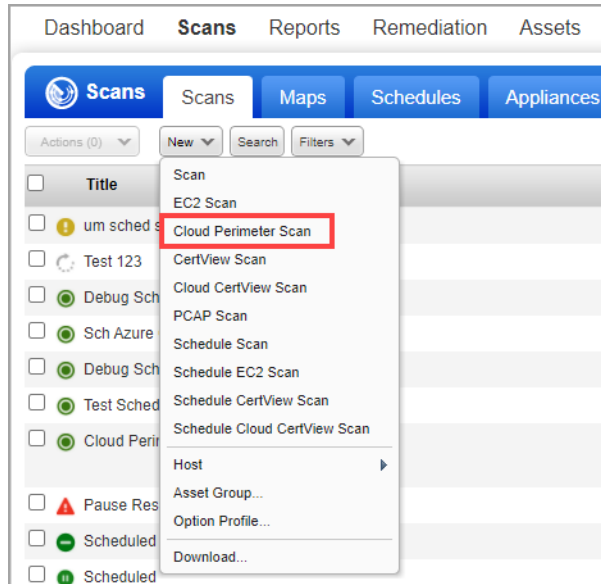 Dashboard Scans Reports Remediation Assets
Scans Scans Maps Schedules Appliances
Actions (0) New Search Filters
Title
um sched s
Test 123
Debug Sch
Sch Azure
Debug Sch
Test Sched
Cloud Perim
Pause Res
Scheduled
Scheduled
Scan
EC2 Scan
Cloud Perimeter Scan
CertView Scan
Cloud CertView Scan
PCAP Scan
Schedule Scan
Schedule EC2 Scan
Schedule CertView Scan
Schedule Cloud CertView Scan
Host
Asset Group...
Option Profile...
Download...